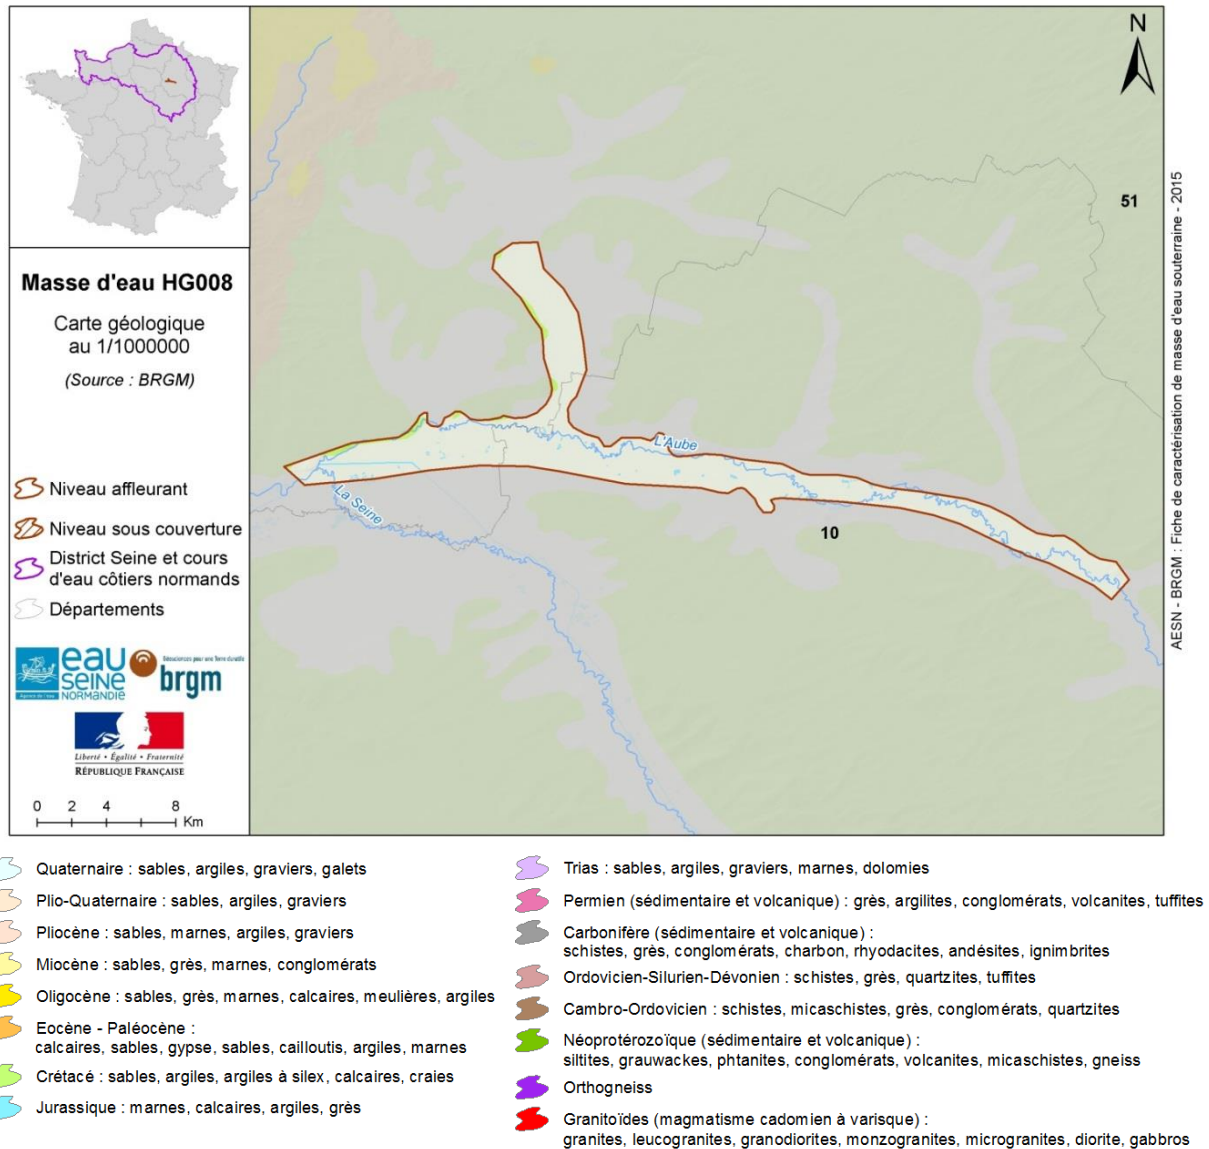 N
51
Masse d'eau HG008
Carte géologique
au 1/1000000
(Source : BRGM)
L'Aube
La Seine
10
Niveau affleurant
Niveau sous couverture
District Seine et cours
d'eau côtiers normands
Départements
eau
SEINE
NORMANDIE
Agence de l'eau
Géosciences pour une Terre durable
brgm
Liberté • Égalité • Fraternité
RÉPUBLIQUE FRANÇAISE
0 2 4 8
Km
AESN - BRGM : Fiche de caractérisation de masse d'eau souterraine - 2015
Quaternaire : sables, argiles, graviers, galets
Plio-Quaternaire : sables, argiles, graviers
Pliocène : sables, marnes, argiles, graviers
Miocène : sables, grès, marnes, conglomérats
Oligocène : sables, grès, marnes, calcaires, meulières, argiles
Eocène - Paléocène :
calcaires, sables, gypse, sables, cailloutis, argiles, marnes
Crétacé : sables, argiles, argiles à silex, calcaires, craies
Jurassique : marnes, calcaires, argiles, grès
Trias : sables, argiles, graviers, marnes, dolomies
Permien (sédimentaire et volcanique) : grès, argilites, conglomérats, volcanites, tuffites
Carbonifère (sédimentaire et volcanique) :
schistes, grès, conglomérats, charbon, rhyodacites, andésites, ignimbrites
Ordovicien-Silurien-Dévonien : schistes, grès, quartzites, tuffites
Cambro-Ordovicien : schistes, micaschistes, grès, conglomérats, quartzites
Néoprotérozoïque (sédimentaire et volcanique) :
siltites, grauwackes, phtanites, conglomérats, volcanites, micaschistes, gneiss
Orthogneiss
Granitoïdes (magmatisme cadomien à varisque) :
granites, leucogranites, granodiorites, monzogranites, microgranites, diorite, gabbros